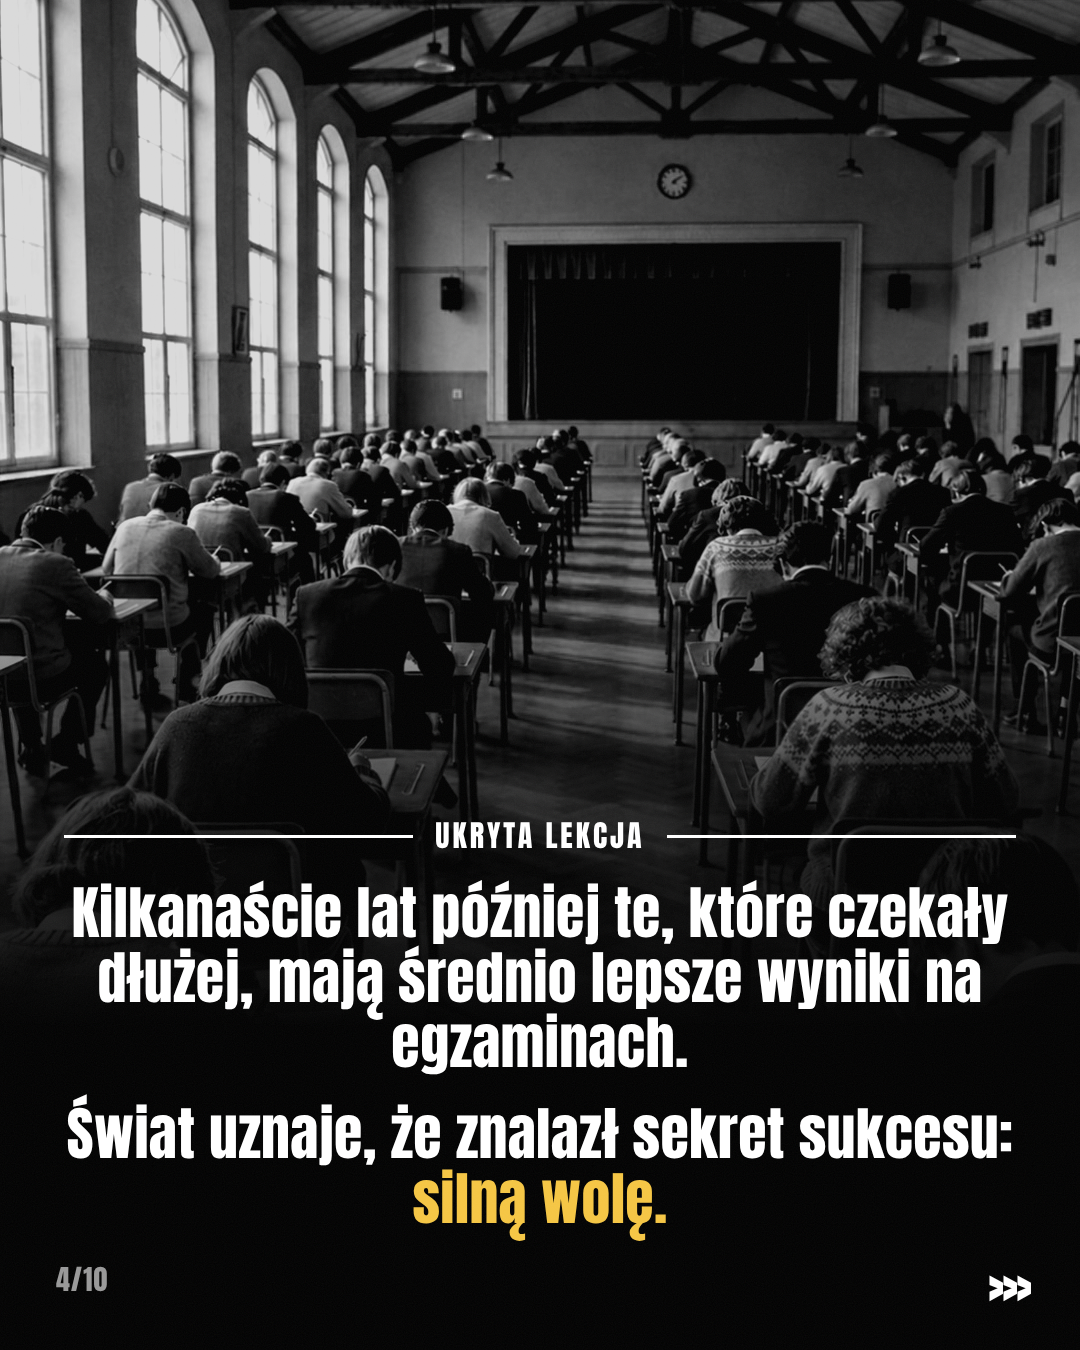 UKRYTA LEKCJA
Kilkanaście lat później te, które czekały
dłużej, mają średnio lepsze wyniki na
egzaminach.
Świat uznaje, że znalazł sekret sukcesu:
silną wolę.
4/10
>>>